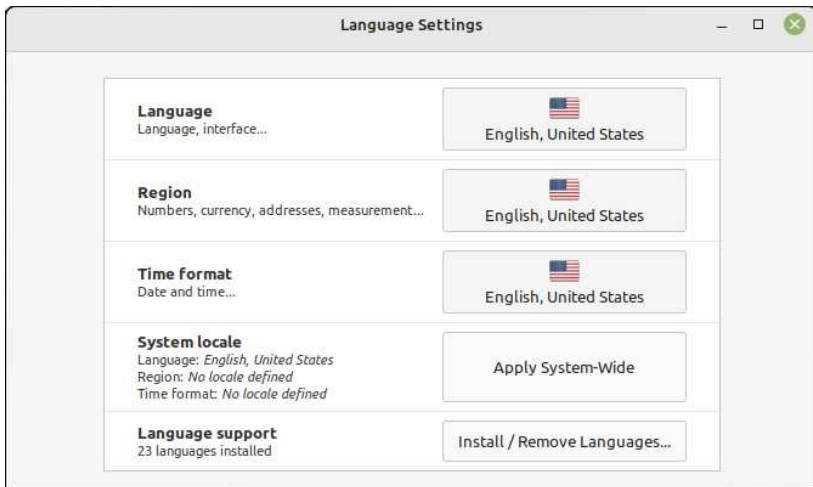 Language Settings
Language
Language, interface...
English, United States
Region
Numbers, currency, addresses, measurement...
English, United States
Time format
Date and time...
English, United States
System locale
Language: English, United States
Region: No locale defined
Time format: No locale defined
Apply System-Wide
Language support
23 languages installed
Install / Remove Languages...